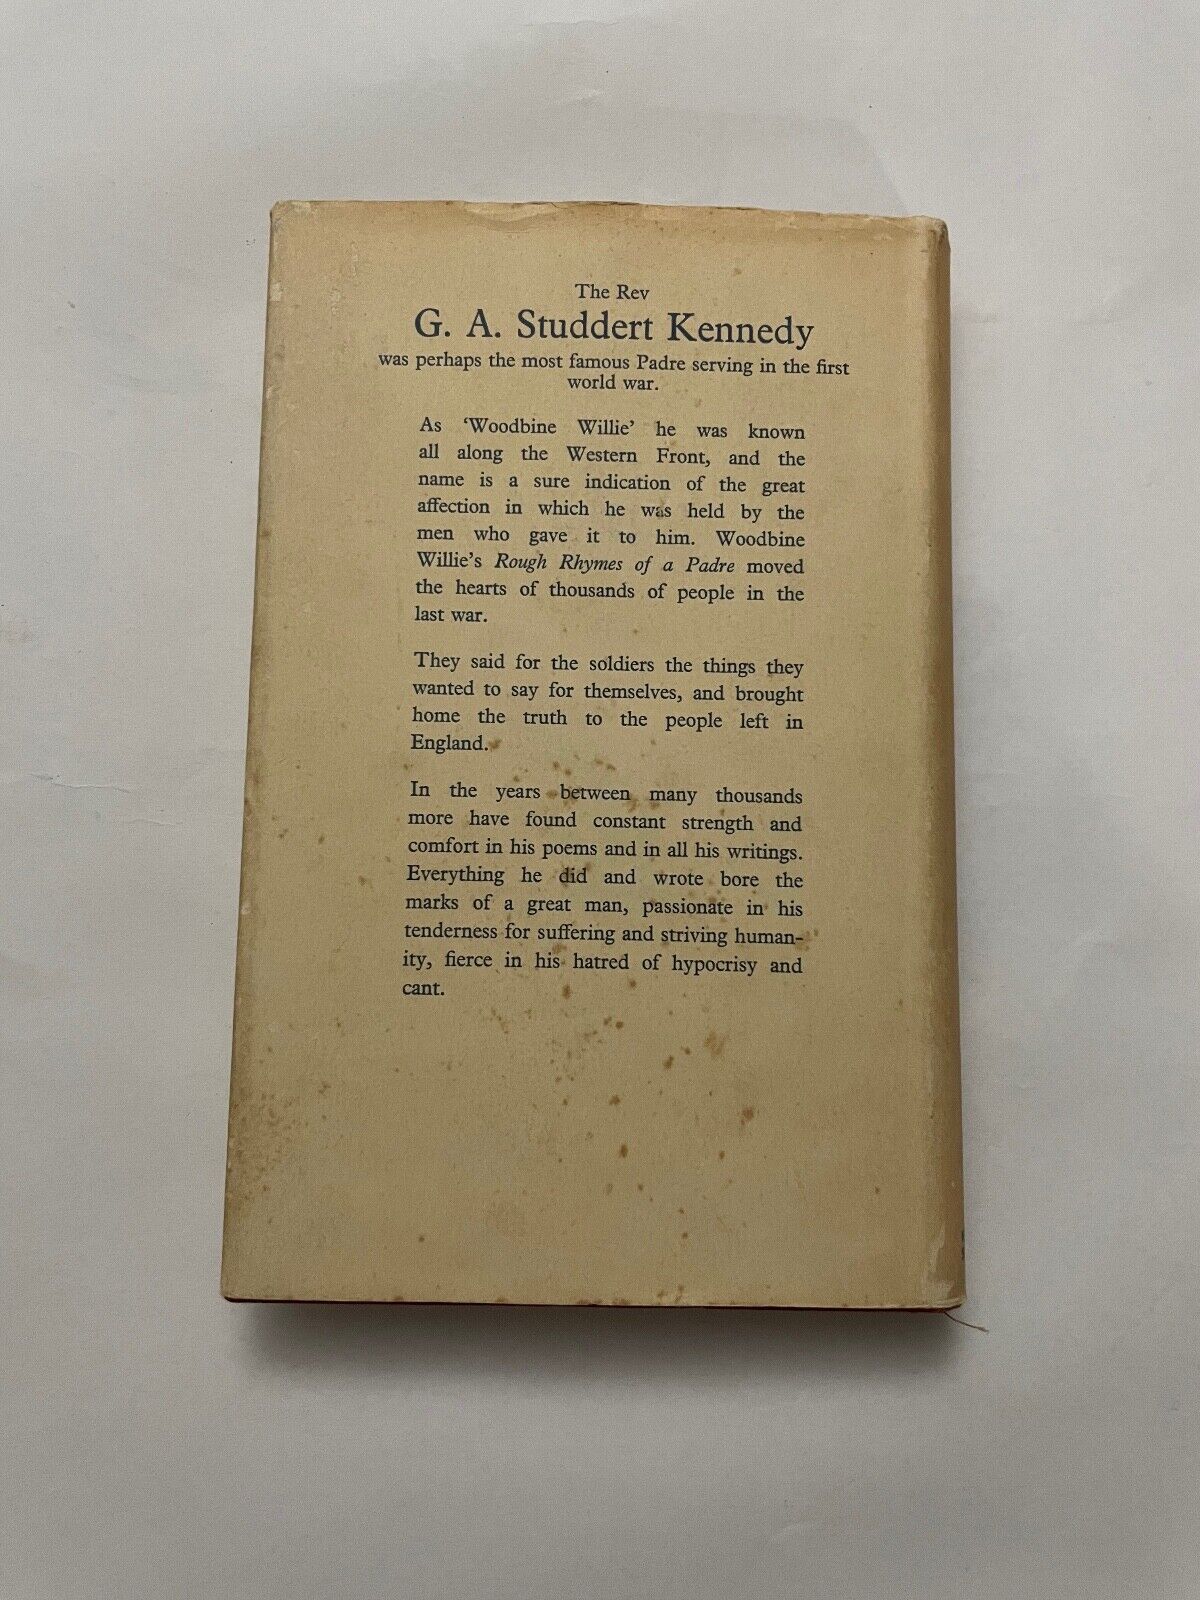 The Rev
G. A. Studdert Kennedy
was perhaps the most famous Padre serving in the first
world war.
As ‘Woodbine Willie’ he was known
all along the Western Front, and the
name is a sure indication of the great
affection in which he was held by the
men who gave it to him. Woodbine
Willie’s Rough Rhymes of a Padre moved
the hearts of thousands of people in the
last war.
They said for the soldiers the things they
wanted to say for themselves, and brought
home the truth to the people left in
England.
In the years between many thousands
more have found constant strength and
comfort in his poems and in all his writings.
Everything he did and wrote bore the
marks of a great man, passionate in his
tenderness for suffering and striving human-
ity, fierce in his hatred of hypocrisy and
cant.